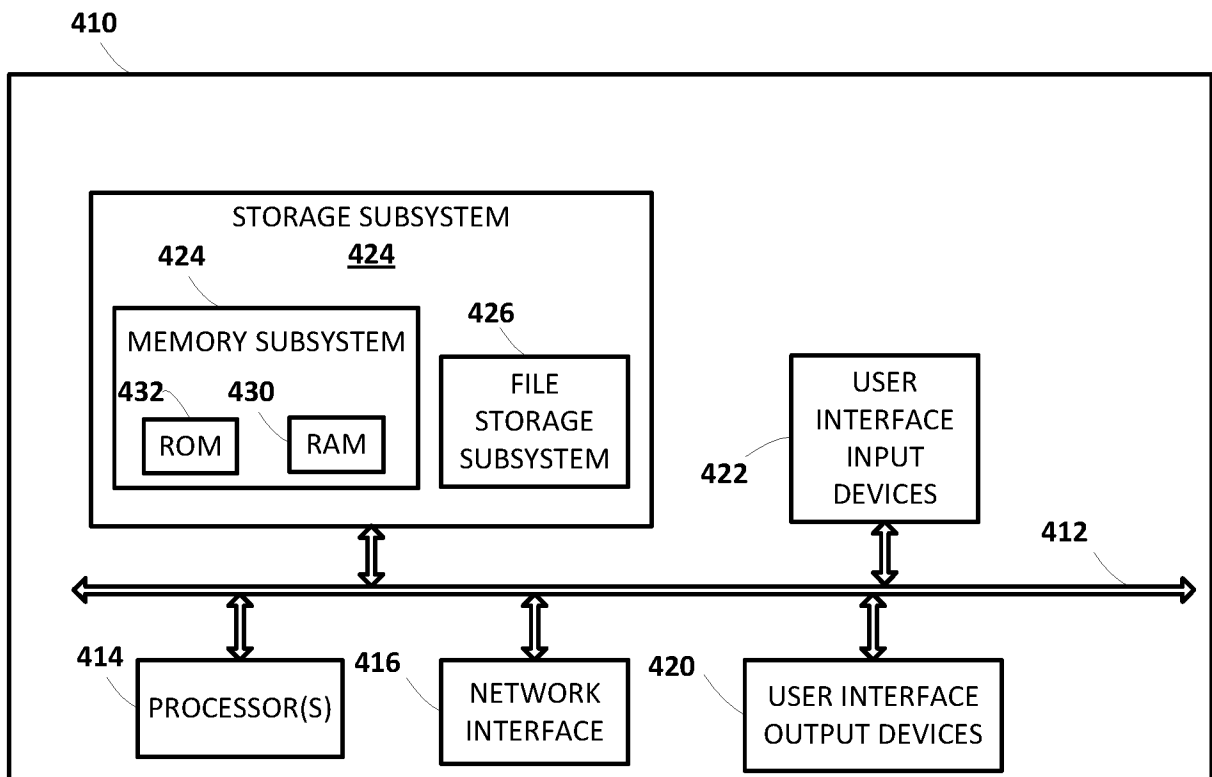 410
STORAGE SUBSYSTEM
424
424
MEMORY SUBSYSTEM
432
ROM
430
RAM
426
FILE
STORAGE
SUBSYSTEM
USER
INTERFACE
INPUT
DEVICES
422
412
414
PROCESSOR(S)
416
NETWORK
INTERFACE
420
USER INTERFACE
OUTPUT DEVICES